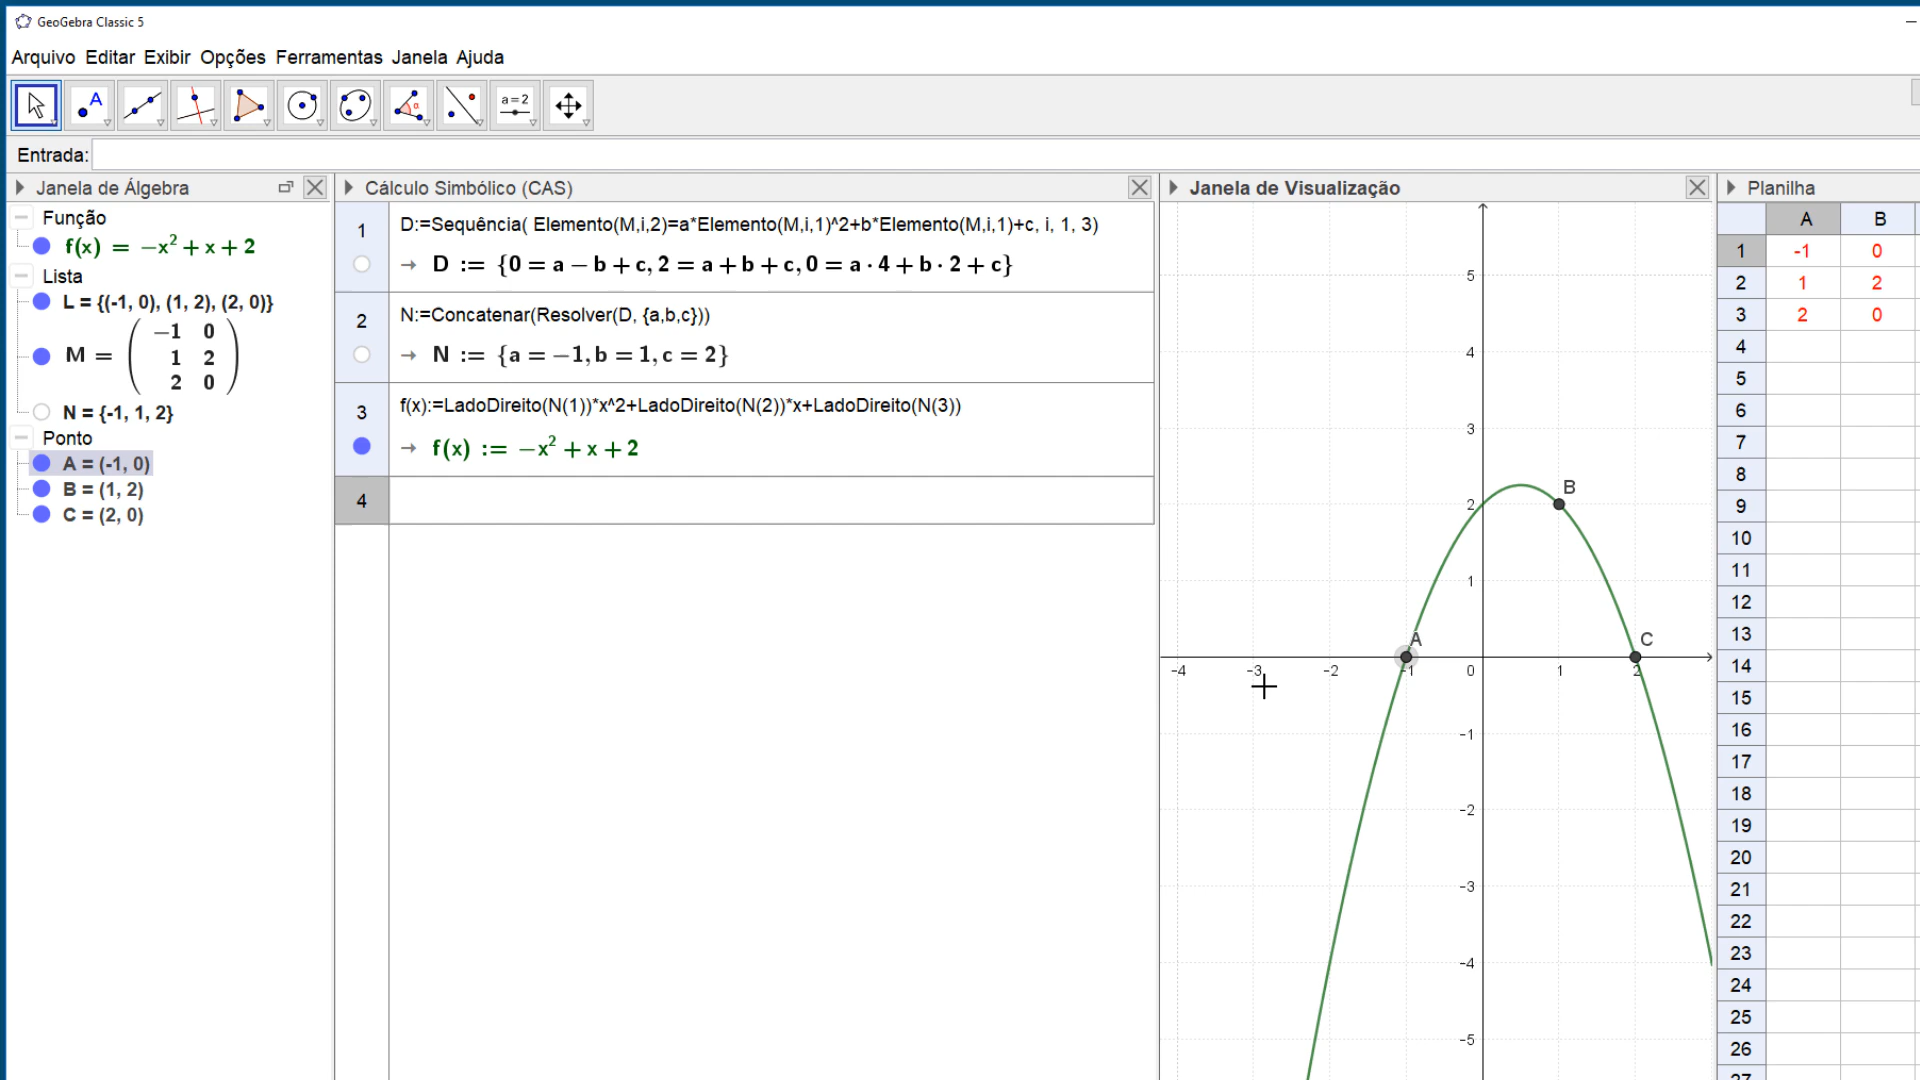 GeoGebra Classic 5
Arquivo Editar Exibir Opções Ferramentas Janela Ajuda
A
α
a=2
Entrada:
Janela de Álgebra
Função
f(x) = −x² + x + 2
Lista
L = {(-1, 0), (1, 2), (2, 0)}
M = 
−1 0
1 2
2 0
N = {-1, 1, 2}
Ponto
A = (-1, 0)
B = (1, 2)
C = (2, 0)
Cálculo Simbólico (CAS)
1
D:=Sequência( Elemento(M,i,2)=a*Elemento(M,i,1)^2+b*Elemento(M,i,1)+c, i, 1, 3)
→ D := {0 = a − b + c, 2 = a + b + c, 0 = a · 4 + b · 2 + c}
2
N:=Concatenar(Resolver(D, {a,b,c}))
→ N := {a = −1, b = 1, c = 2}
3
f(x):=LadoDireito(N(1))*x^2+LadoDireito(N(2))*x+LadoDireito(N(3))
→ f(x) := −x² + x + 2
4
Janela de Visualização
5
4
3
B
2
1
A
C
-4 -3 -2 -1 0 1 2
-1
-2
-3
-4
-5
Planilha
A B
1 -1 0
2 1 2
3 2 0
4
5
6
7
8
9
10
11
12
13
14
15
16
17
18
19
20
21
22
23
24
25
26